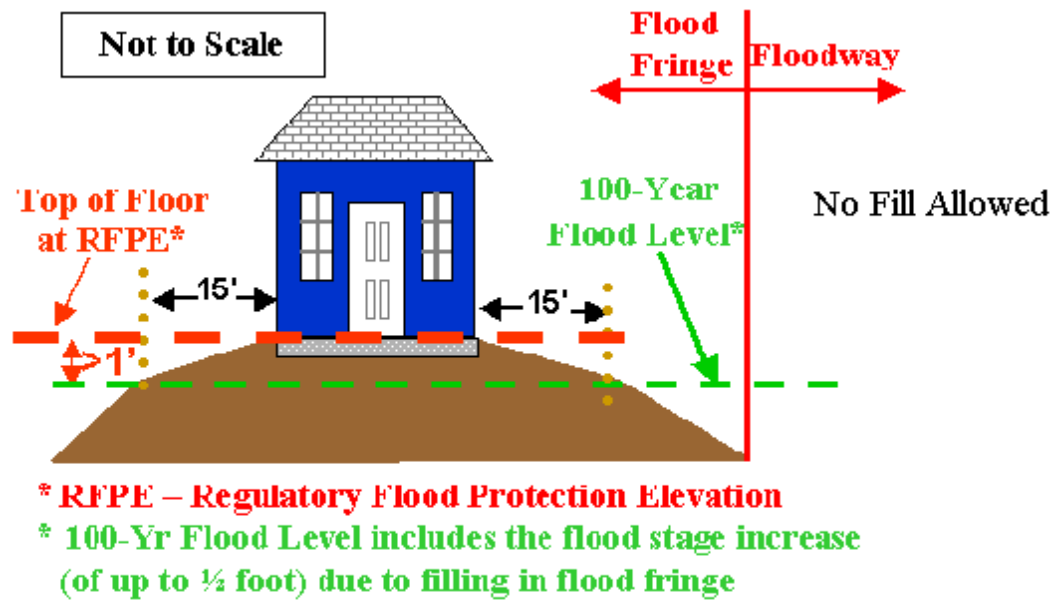 Not to Scale
Flood
Fringe
Floodway
Top of Floor
at RFPE*
100-Year
Flood Level*
No Fill Allowed
15'
15'
>1'
* RFPE – Regulatory Flood Protection Elevation
* 100-Yr Flood Level includes the flood stage increase
(of up to ½ foot) due to filling in flood fringe